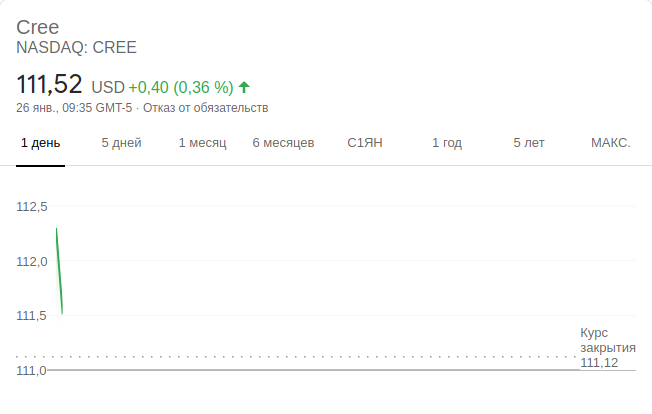 Cree
NASDAQ: CREE
111,52 USD +0,40 (0,36 %)
26 янв., 09:35 GMT-5 · Отказ от обязательств
1 день 5 дней 1 месяц 6 месяцев С1ЯН 1 год 5 лет МАКС.
112,5
112,0
111,5
Курс
закрытия
111,12
111,0